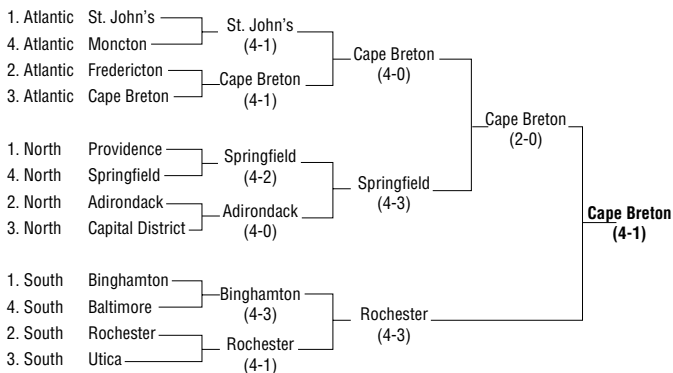 1. Atlantic St. John's
4. Atlantic Moncton
2. Atlantic Fredericton
3. Atlantic Cape Breton
1. North Providence
4. North Springfield
2. North Adirondack
3. North Capital District
1. South Binghamton
4. South Baltimore
2. South Rochester
3. South Utica
St. John's
(4-1)
Cape Breton
(4-1)
Springfield
(4-2)
Adirondack
(4-0)
Binghamton
(4-3)
Rochester
(4-1)
Cape Breton
(4-0)
Springfield
(4-3)
Rochester
(4-3)
Cape Breton
(2-0)
Cape Breton
(4-1)